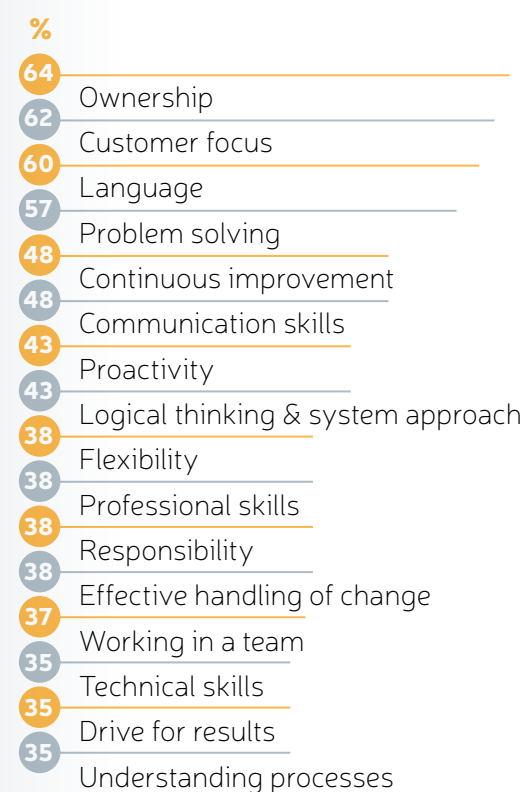 %
64
Ownership
62
Customer focus
60
Language
57
Problem solving
48
Continuous improvement
48
Communication skills
43
Proactivity
43
Logical thinking & system approach
38
Flexibility
38
Professional skills
38
Responsibility
38
Effective handling of change
37
Working in a team
35
Technical skills
35
Drive for results
35
Understanding processes